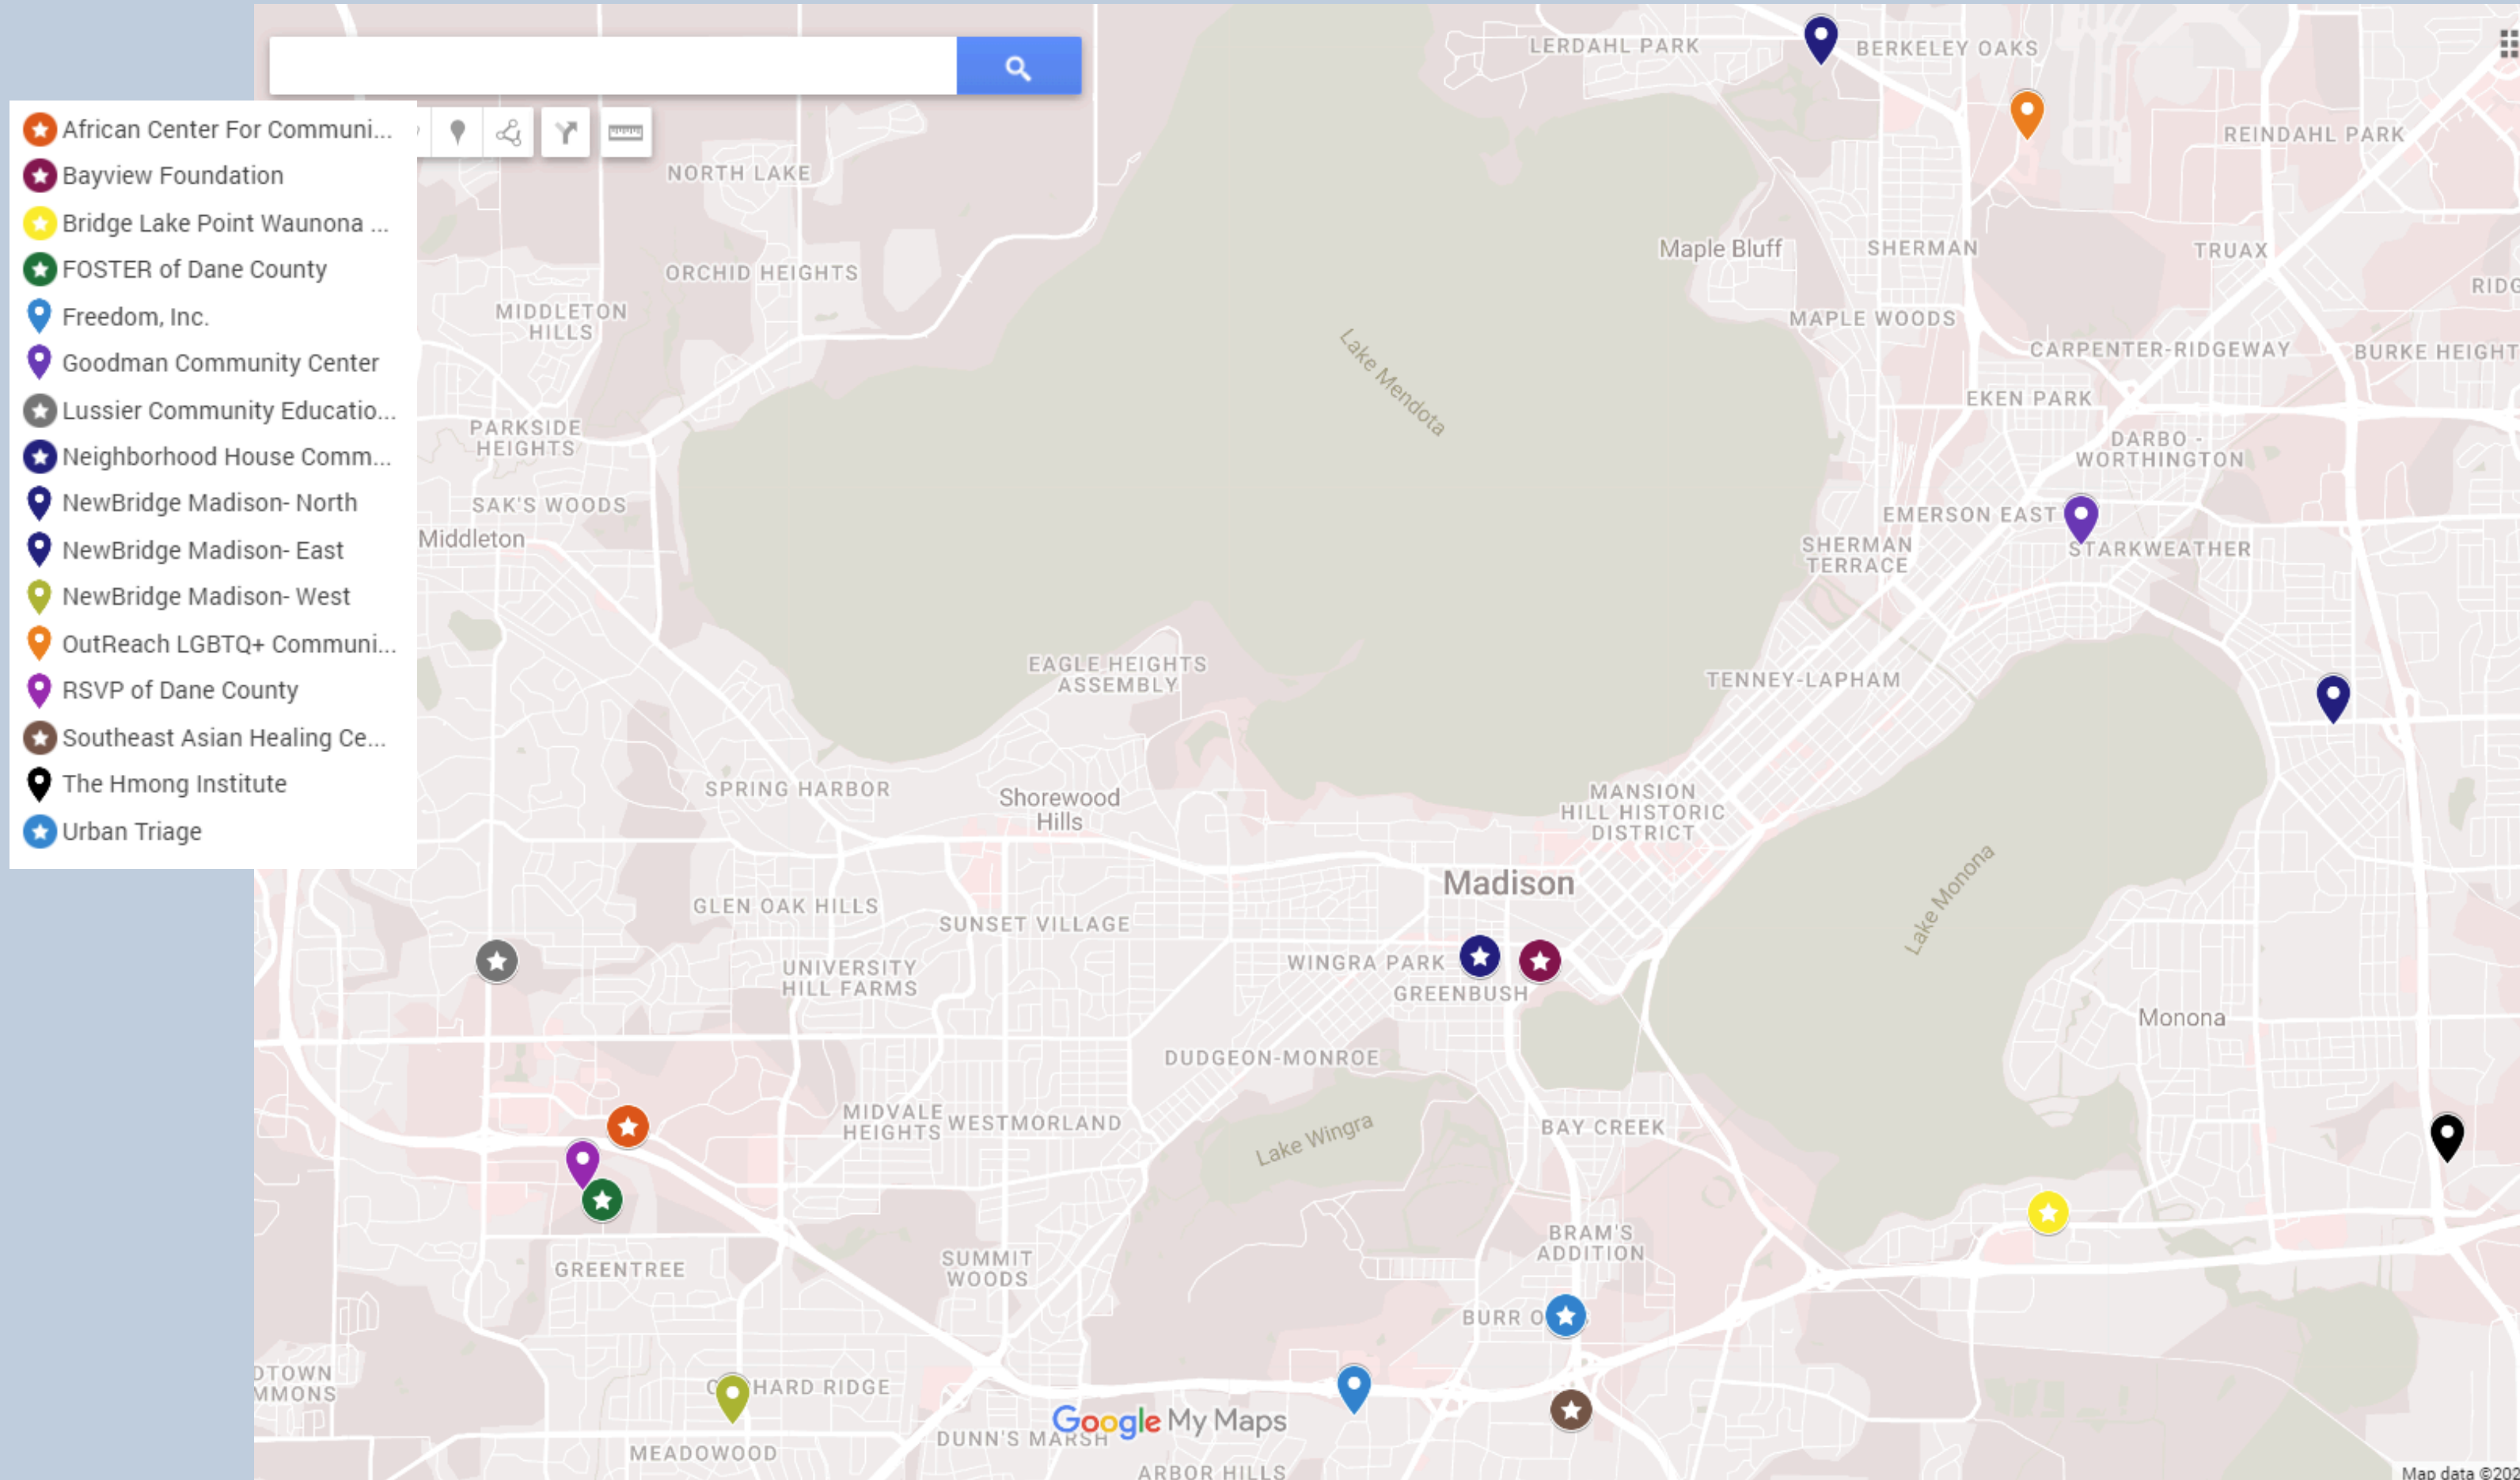 African Center For Communi...
Bayview Foundation
Bridge Lake Point Waunona ...
FOSTER of Dane County
Freedom, Inc.
Goodman Community Center
Lussier Community Educatio...
Neighborhood House Comm...
NewBridge Madison- North
NewBridge Madison- East
NewBridge Madison- West
OutReach LGBTQ+ Communi...
RSVP of Dane County
Southeast Asian Healing Ce...
The Hmong Institute
Urban Triage
LERDAHL PARK
BERKELEY OAKS
REINDAHL PARK
NORTH LAKE
Maple Bluff
SHERMAN
TRUAX
ORCHID HEIGHTS
RIDG
MIDDLETON
HILLS
MAPLE WOODS
CARPENTER-RIDGEWAY
BURKE HEIGHT
Lake Mendota
EKEN PARK
PARKSIDE
HEIGHTS
DARBO -
WORTHINGTON
SAK'S WOODS
EMERSON EAST
Middleton
SHERMAN
TERRACE
STARKWEATHER
EAGLE HEIGHTS
ASSEMBLY
TENNEY-LAPHAM
SPRING HARBOR
Shorewood
Hills
MANSION
HILL HISTORIC
DISTRICT
Madison
Lake Monona
GLEN OAK HILLS
SUNSET VILLAGE
UNIVERSITY
HILL FARMS
WINGRA PARK
GREENBUSH
Monona
DUDGEON-MONROE
MIDVALE
HEIGHTS
WESTMORLAND
Lake Wingra
BAY CREEK
BRAM'S
ADDITION
GREENTREE
SUMMIT
WOODS
BURR O
DTOWN
MMONS
HARD RIDGE
Google My Maps
DUNN'S MARSH
MEADOWOOD
ARBOR HILLS
Map data ©202